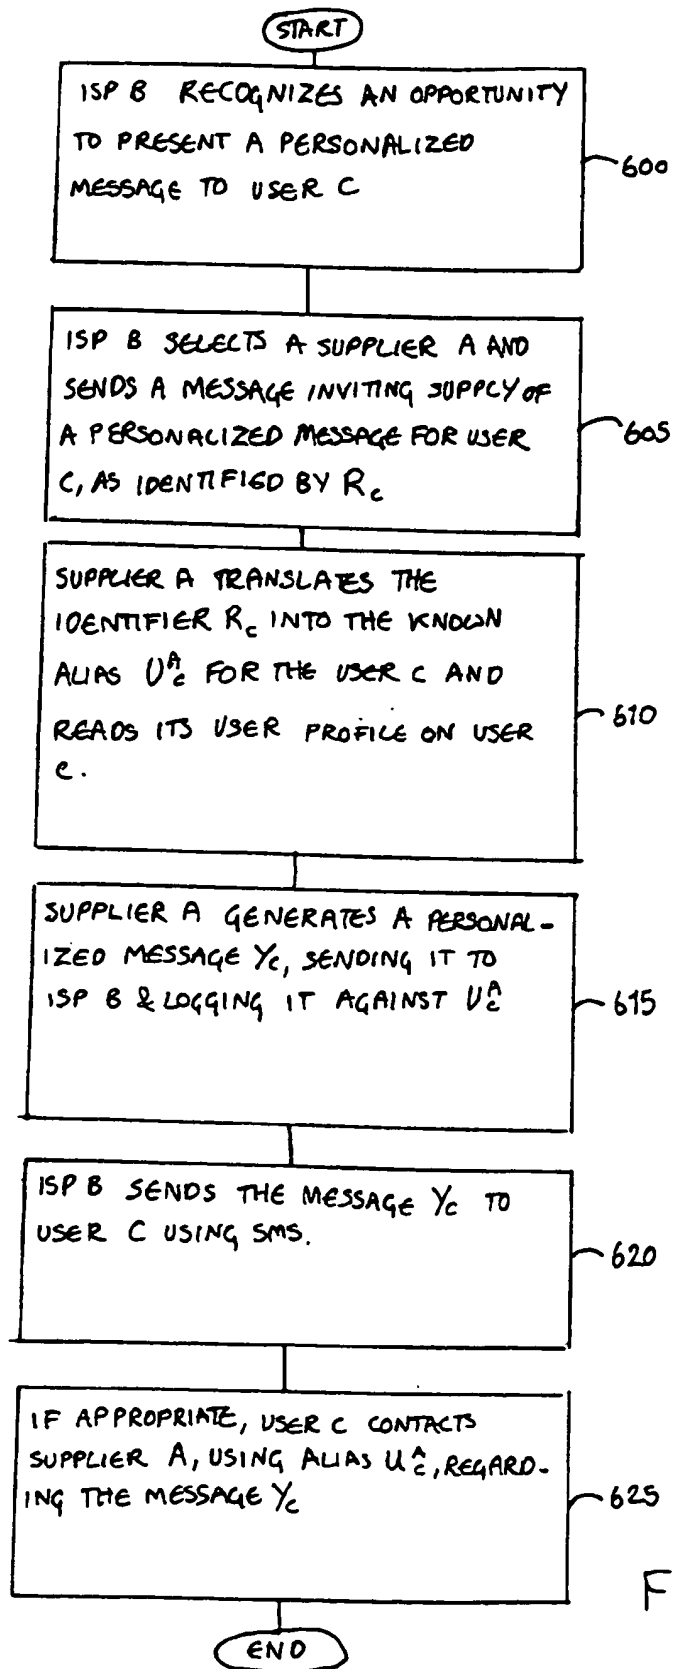 START
ISP B RECOGNIZES AN OPPORTUNITY
TO PRESENT A PERSONALIZED
MESSAGE TO USER C
600
ISP B SELECTS A SUPPLIER A AND
SENDS A MESSAGE INVITING SUPPLY OF
A PERSONALIZED MESSAGE FOR USER
C, AS IDENTIFIED BY Rc
605
SUPPLIER A TRANSLATES THE
IDENTIFIER Rc INTO THE KNOWN
ALIAS U^A_c FOR THE USER C AND
READS ITS USER PROFILE ON USER
C.
610
SUPPLIER A GENERATES A PERSONAL-
IZED MESSAGE Yc, SENDING IT TO
ISP B & LOGGING IT AGAINST U^A_c
615
ISP B SENDS THE MESSAGE Yc TO
USER C USING SMS.
620
IF APPROPRIATE, USER C CONTACTS
SUPPLIER A, USING ALIAS U^A_c, REGARD-
ING THE MESSAGE Yc
625
F
END